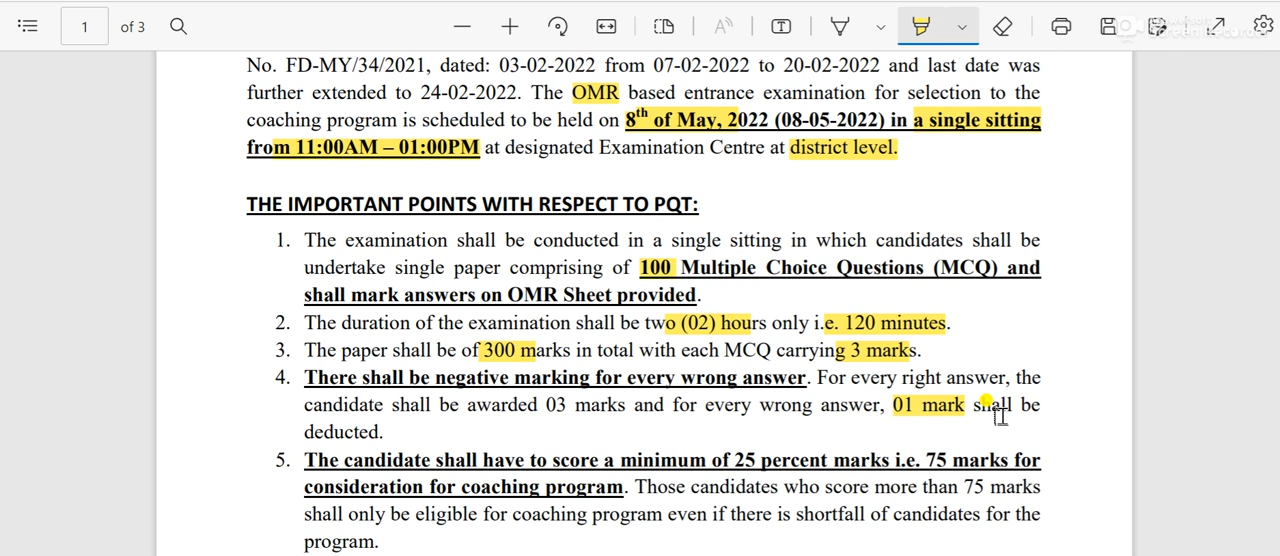 1 of 3
No. FD-MY/34/2021, dated: 03-02-2022 from 07-02-2022 to 20-02-2022 and last date was
further extended to 24-02-2022. The OMR based entrance examination for selection to the
coaching program is scheduled to be held on 8th of May, 2022 (08-05-2022) in a single sitting
from 11:00AM – 01:00PM at designated Examination Centre at district level.
THE IMPORTANT POINTS WITH RESPECT TO PQT:
1. The examination shall be conducted in a single sitting in which candidates shall be
undertake single paper comprising of 100 Multiple Choice Questions (MCQ) and
shall mark answers on OMR Sheet provided.
2. The duration of the examination shall be two (02) hours only i.e. 120 minutes.
3. The paper shall be of 300 marks in total with each MCQ carrying 3 marks.
4. There shall be negative marking for every wrong answer. For every right answer, the
candidate shall be awarded 03 marks and for every wrong answer, 01 mark shall be
deducted.
5. The candidate shall have to score a minimum of 25 percent marks i.e. 75 marks for
consideration for coaching program. Those candidates who score more than 75 marks
shall only be eligible for coaching program even if there is shortfall of candidates for the
program.